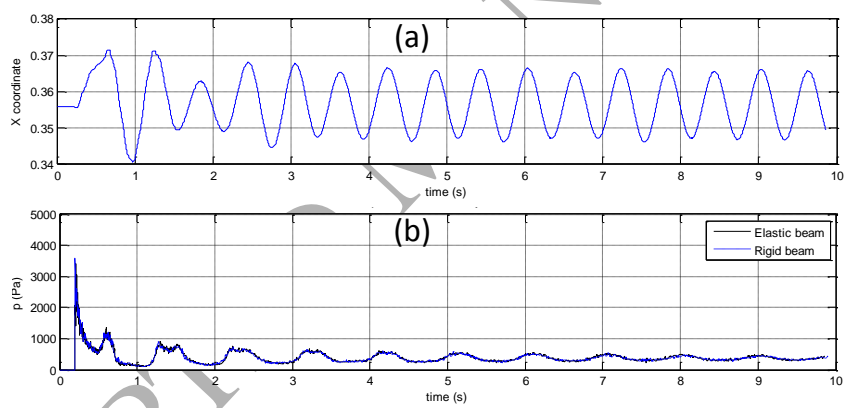 (a)
0.38
0.37
0.36
0.35
0.34
X coordinate
0 1 2 3 4 5 6 7 8 9 10
time (s)
(b)
5000
4000
3000
2000
1000
0
p (Pa)
Elastic beam
Rigid beam
0 1 2 3 4 5 6 7 8 9 10
time (s)